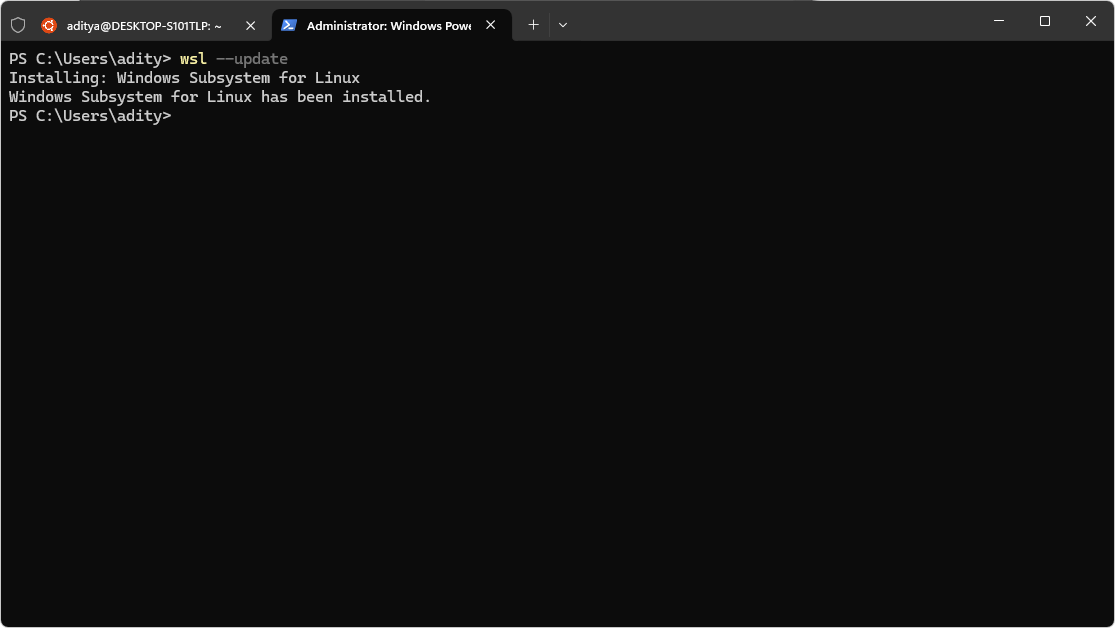 aditya@DESKTOP-S101TLP: ~
Administrator: Windows Powe
PS C:\Users\adity> wsl --update
Installing: Windows Subsystem for Linux
Windows Subsystem for Linux has been installed.
PS C:\Users\adity>